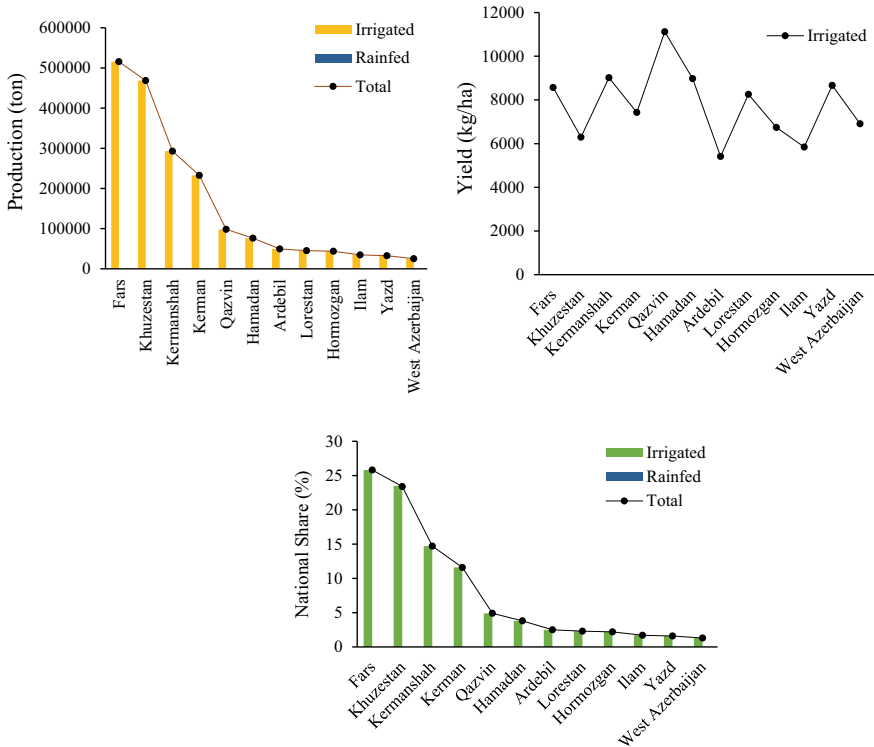 600000
500000
400000
300000
200000
100000
0
Production (ton)
Irrigated
Rainfed
Total
Fars
Khuzestan
Kermanshah
Kerman
Qazvin
Hamadan
Ardebil
Lorestan
Hormozgan
Ilam
Yazd
West Azerbaijan
12000
10000
8000
6000
4000
2000
0
Yield (kg/ha)
Irrigated
Fars
Khuzestan
Kermanshah
Kerman
Qazvin
Hamadan
Ardebil
Lorestan
Hormozgan
Ilam
Yazd
West Azerbaijan
30
25
20
15
10
5
0
National Share (%)
Irrigated
Rainfed
Total
Fars
Khuzestan
Kermanshah
Kerman
Qazvin
Hamadan
Ardebil
Lorestan
Hormozgan
Ilam
Yazd
West Azerbaijan